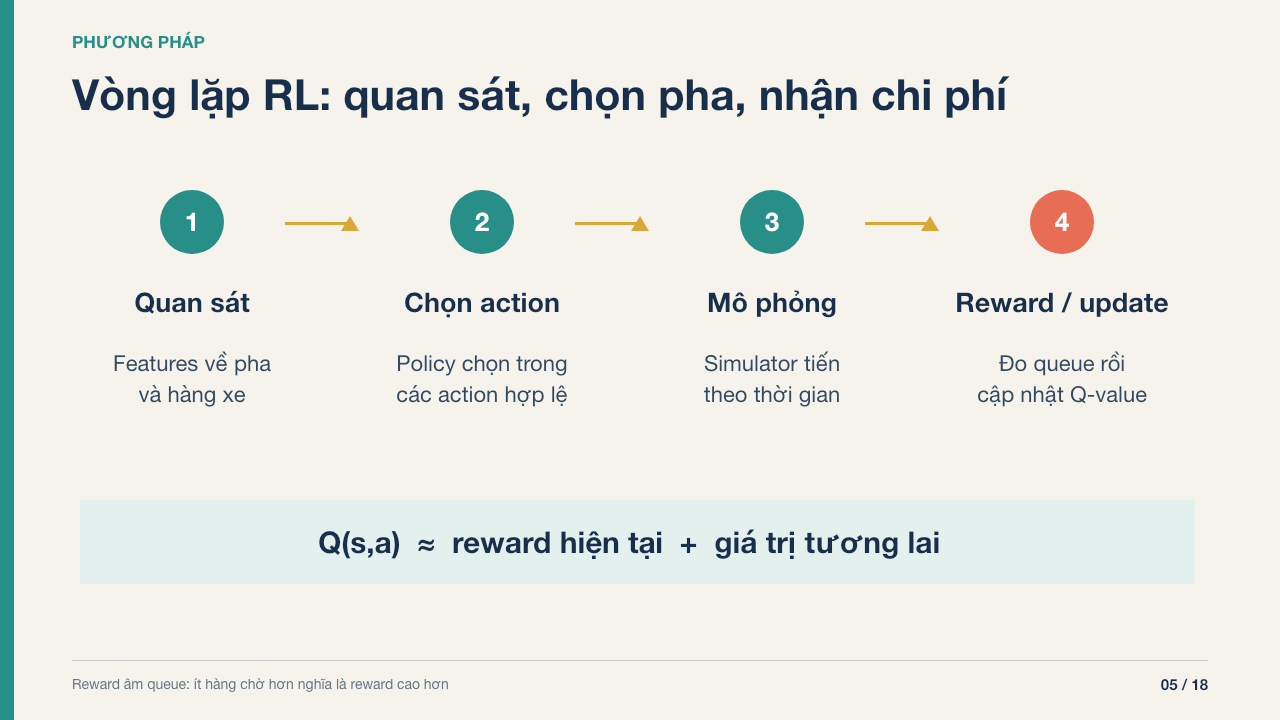 PHƯƠNG PHÁP
Vòng lặp RL: quan sát, chọn pha, nhận chi phí
1
2
3
4
Quan sát
Chọn action
Mô phỏng
Reward / update
Features về pha
và hàng xe
Policy chọn trong
các action hợp lệ
Simulator tiến
theo thời gian
Đo queue rồi
cập nhật Q-value
Q(s,a) ≈ reward hiện tại + giá trị tương lai
Reward âm queue: ít hàng chờ hơn nghĩa là reward cao hơn
05 / 18